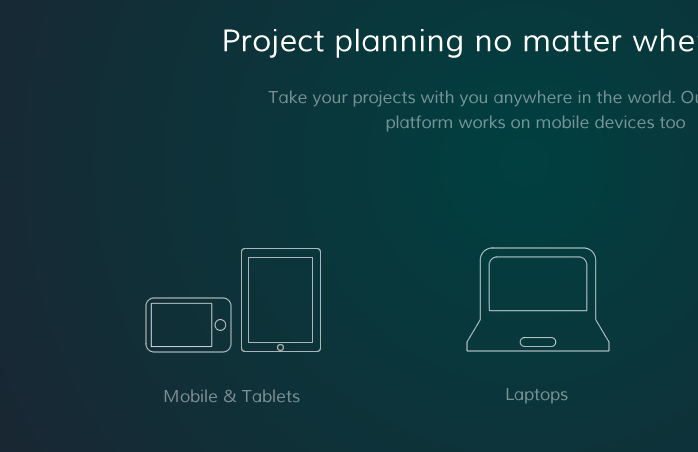 Project planning no matter whe
Take your projects with you anywhere in the world. Ou
platform works on mobile devices too
Mobile & Tablets
Laptops